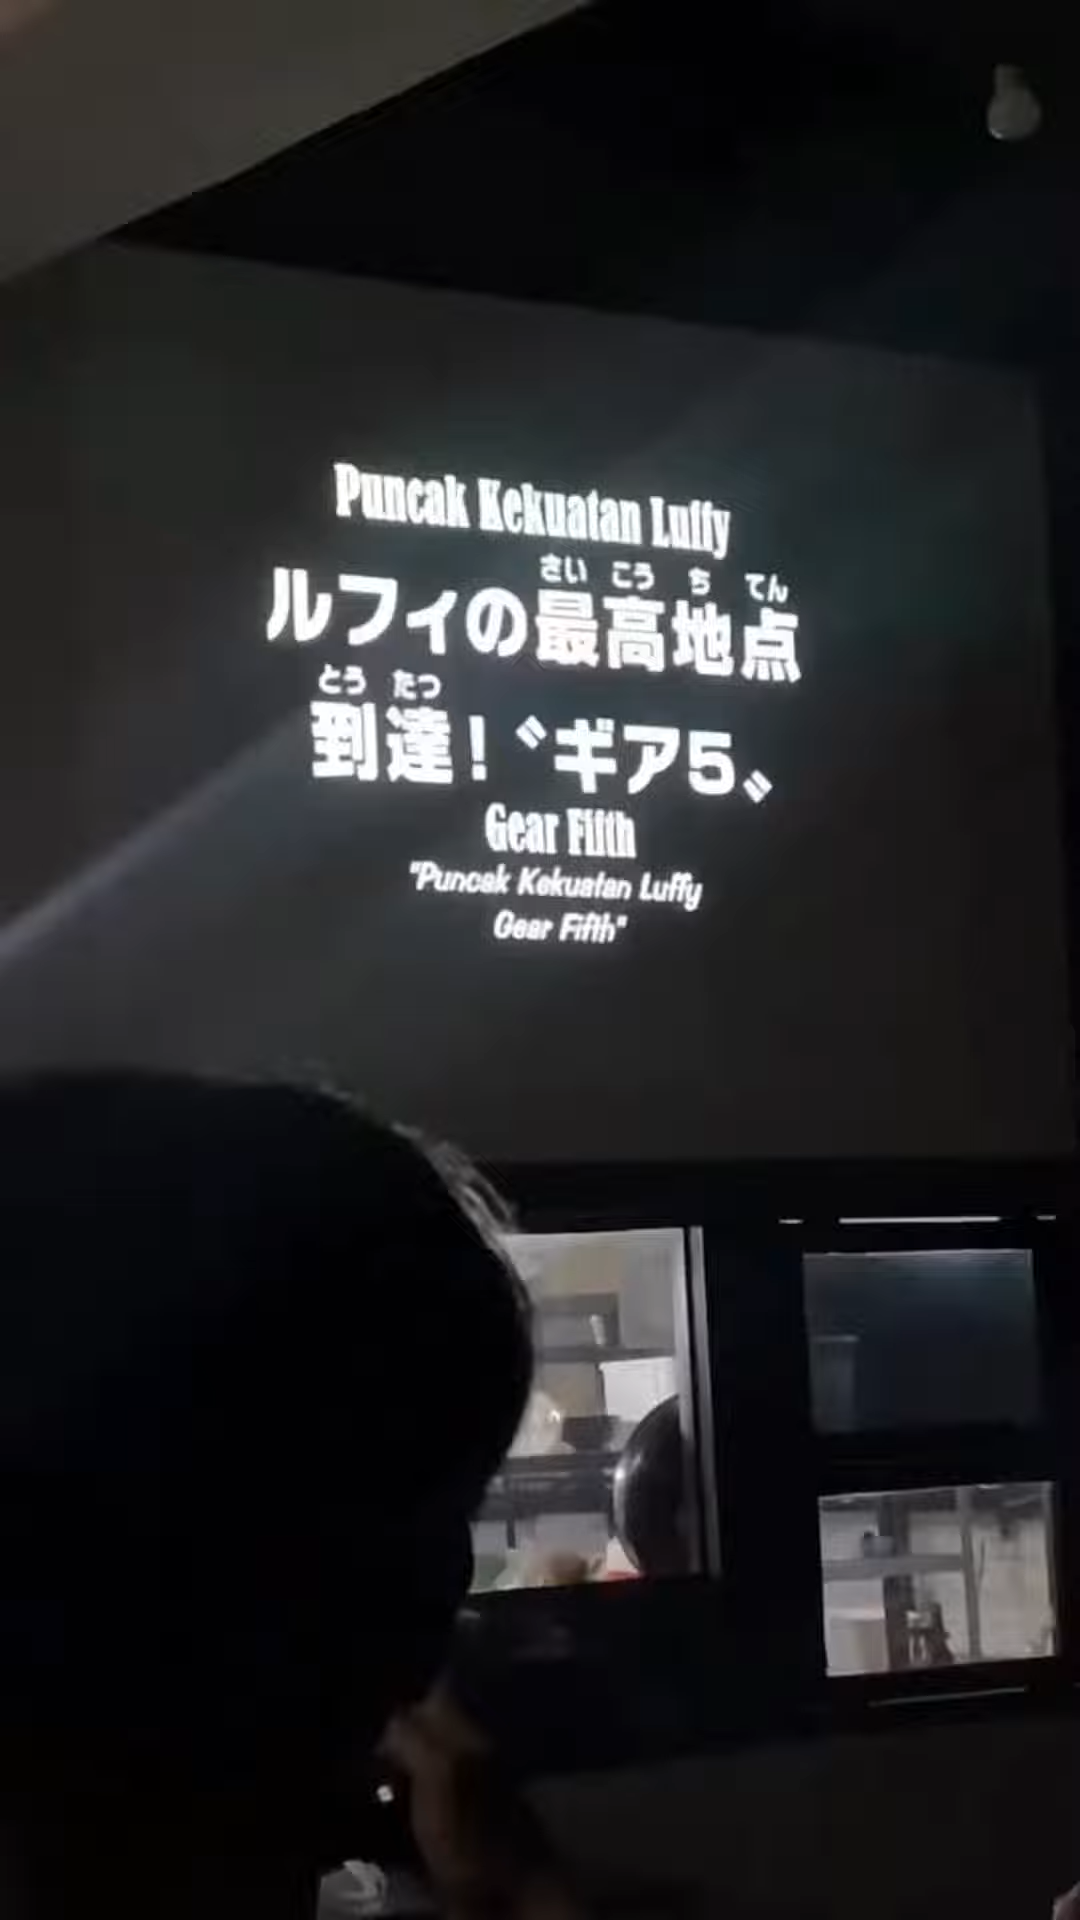 Puncak Kekuatan Luffy
さい こう ち てん
ルフィの最高地点
とう たつ
到達！〝ギア5〟
Gear Fifth
"Puncak Kekuatan Luffy
Gear Fifth"